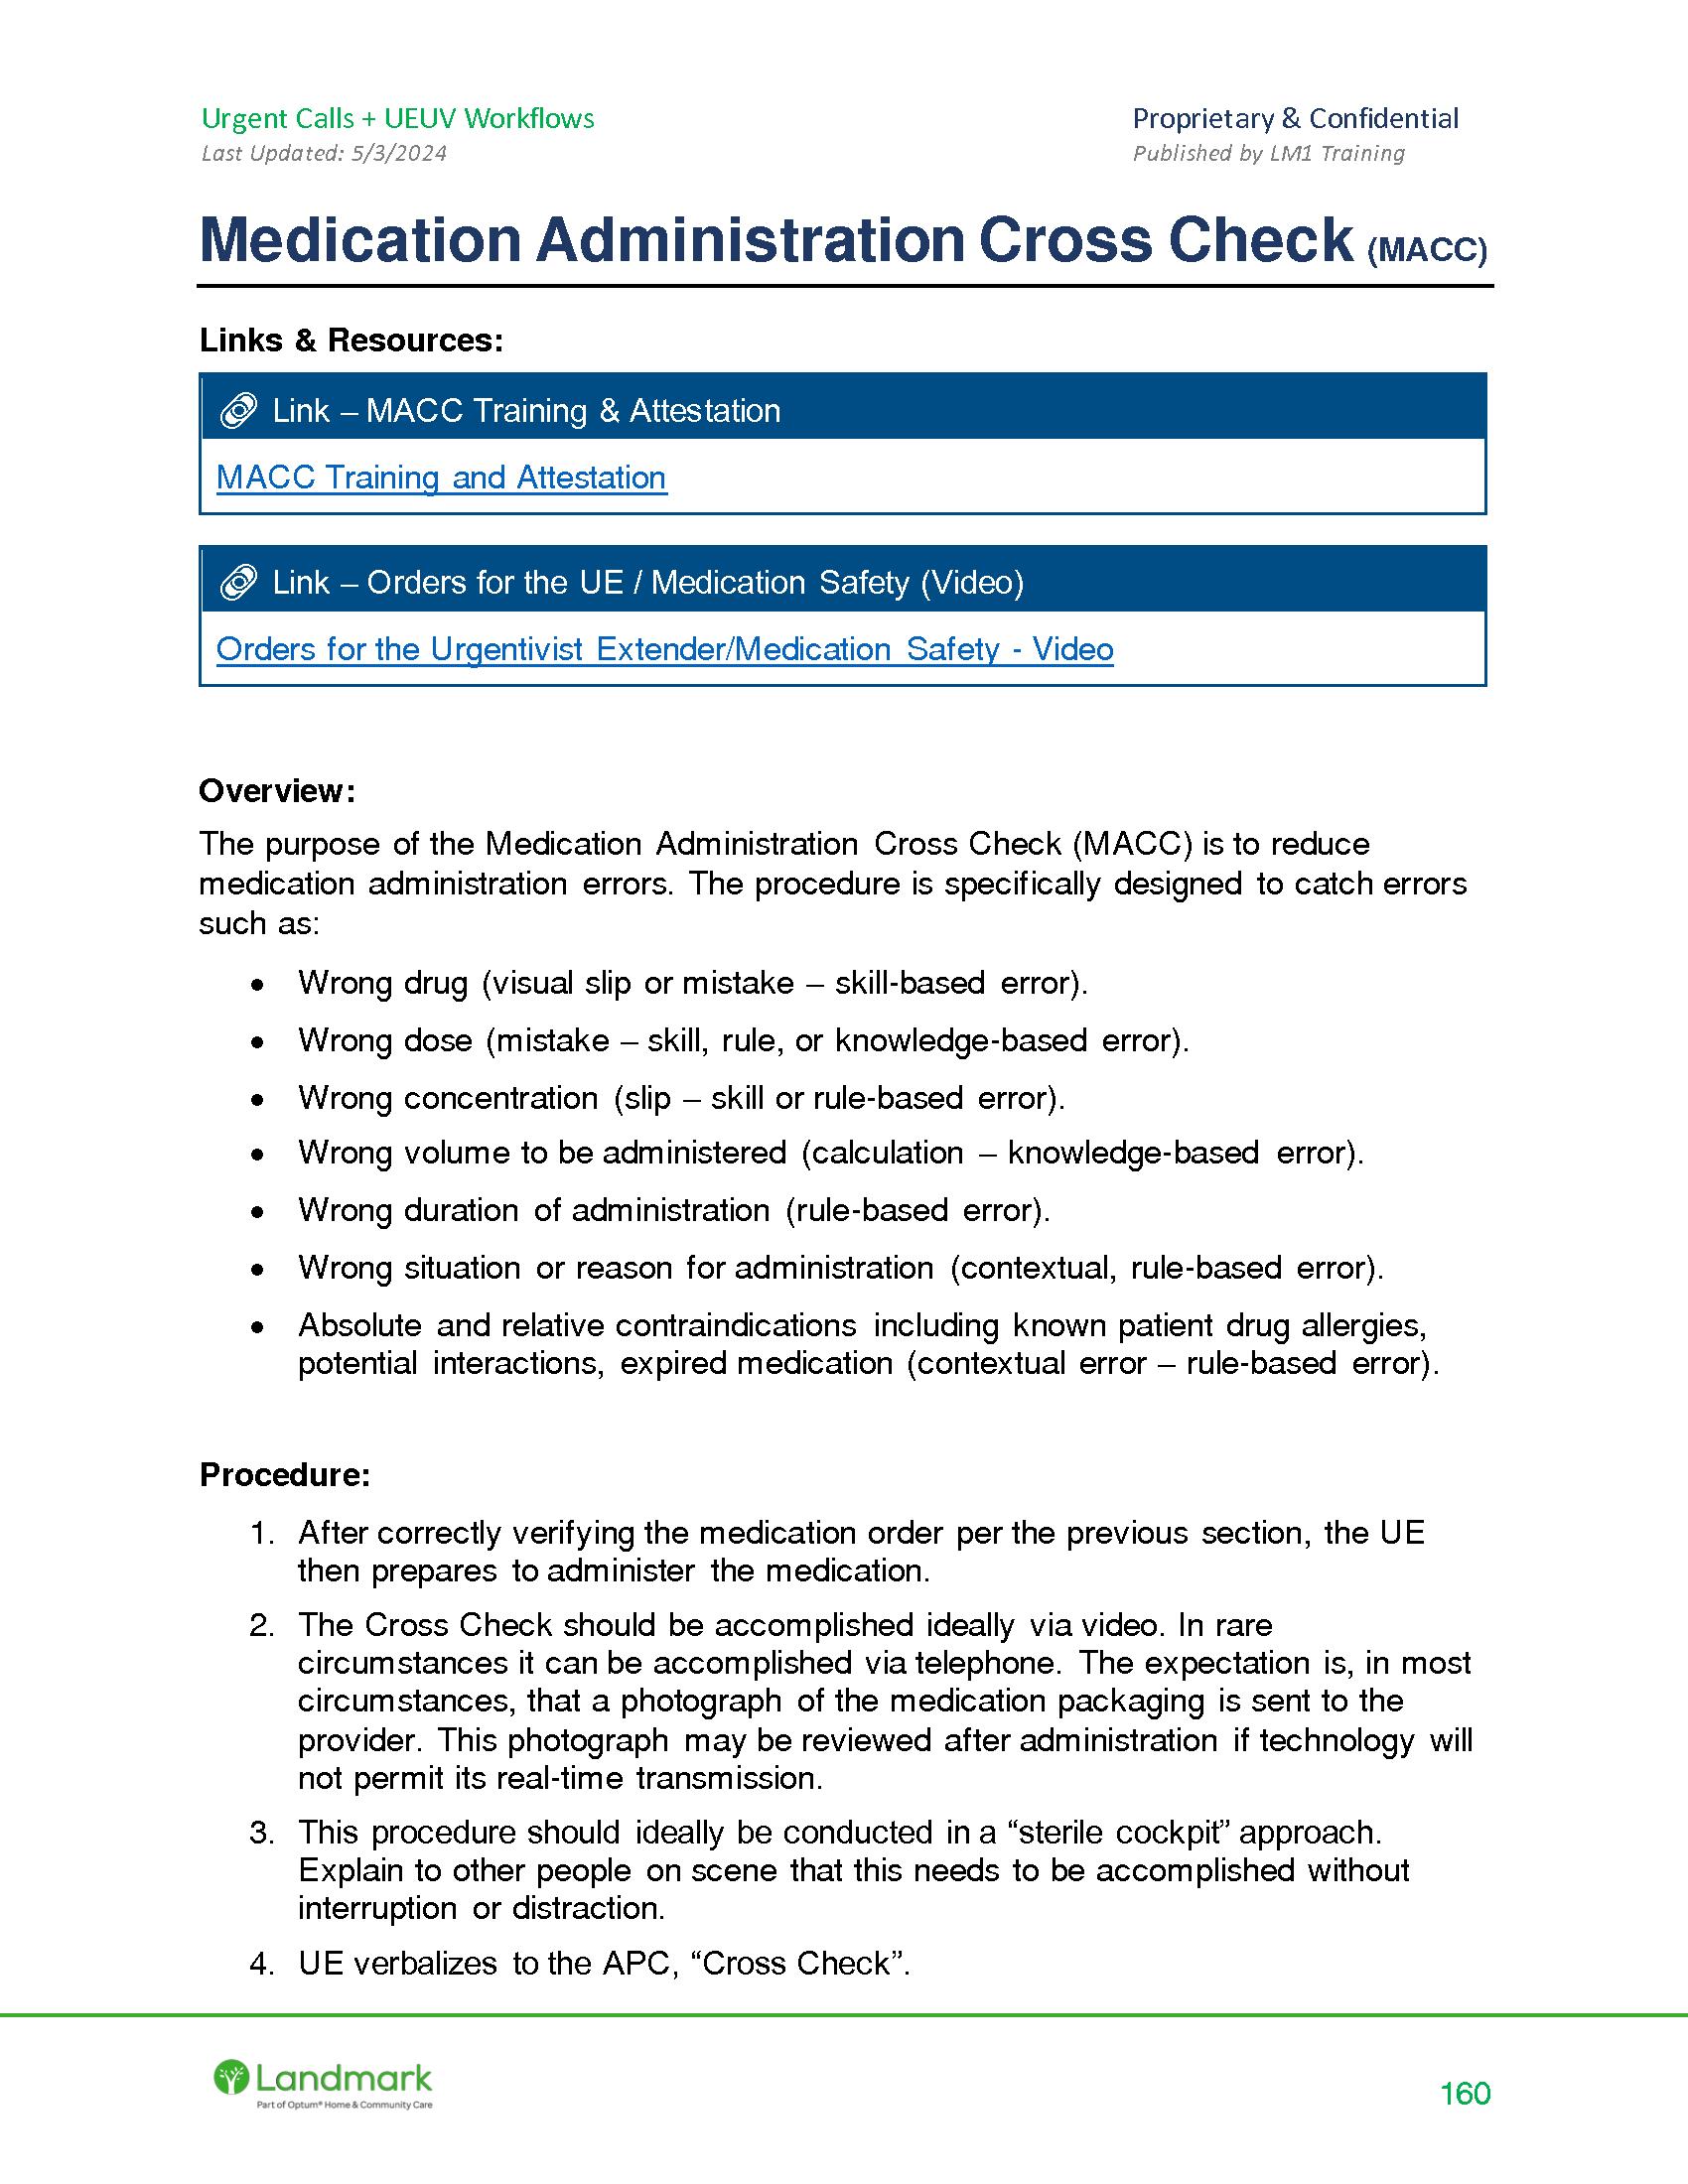 Urgent Calls + UEUV Workflows
Proprietary & Confidential
Last Updated: 5/3/2024
Published by LM1 Training
Medication Administration Cross Check (MACC)
Links & Resources:
Link – MACC Training & Attestation
MACC Training and Attestation
Link – Orders for the UE / Medication Safety (Video)
Orders for the Urgentivist Extender/Medication Safety - Video
Overview:
The purpose of the Medication Administration Cross Check (MACC) is to reduce
medication administration errors. The procedure is specifically designed to catch errors
such as:
• Wrong drug (visual slip or mistake – skill-based error).
• Wrong dose (mistake – skill, rule, or knowledge-based error).
• Wrong concentration (slip – skill or rule-based error).
• Wrong volume to be administered (calculation – knowledge-based error).
• Wrong duration of administration (rule-based error).
• Wrong situation or reason for administration (contextual, rule-based error).
• Absolute and relative contraindications including known patient drug allergies,
potential interactions, expired medication (contextual error – rule-based error).
Procedure:
1. After correctly verifying the medication order per the previous section, the UE
then prepares to administer the medication.
2. The Cross Check should be accomplished ideally via video. In rare
circumstances it can be accomplished via telephone. The expectation is, in most
circumstances, that a photograph of the medication packaging is sent to the
provider. This photograph may be reviewed after administration if technology will
not permit its real-time transmission.
3. This procedure should ideally be conducted in a “sterile cockpit” approach.
Explain to other people on scene that this needs to be accomplished without
interruption or distraction.
4. UE verbalizes to the APC, “Cross Check”.
Landmark
Part of Optum® Home & Community Care
160